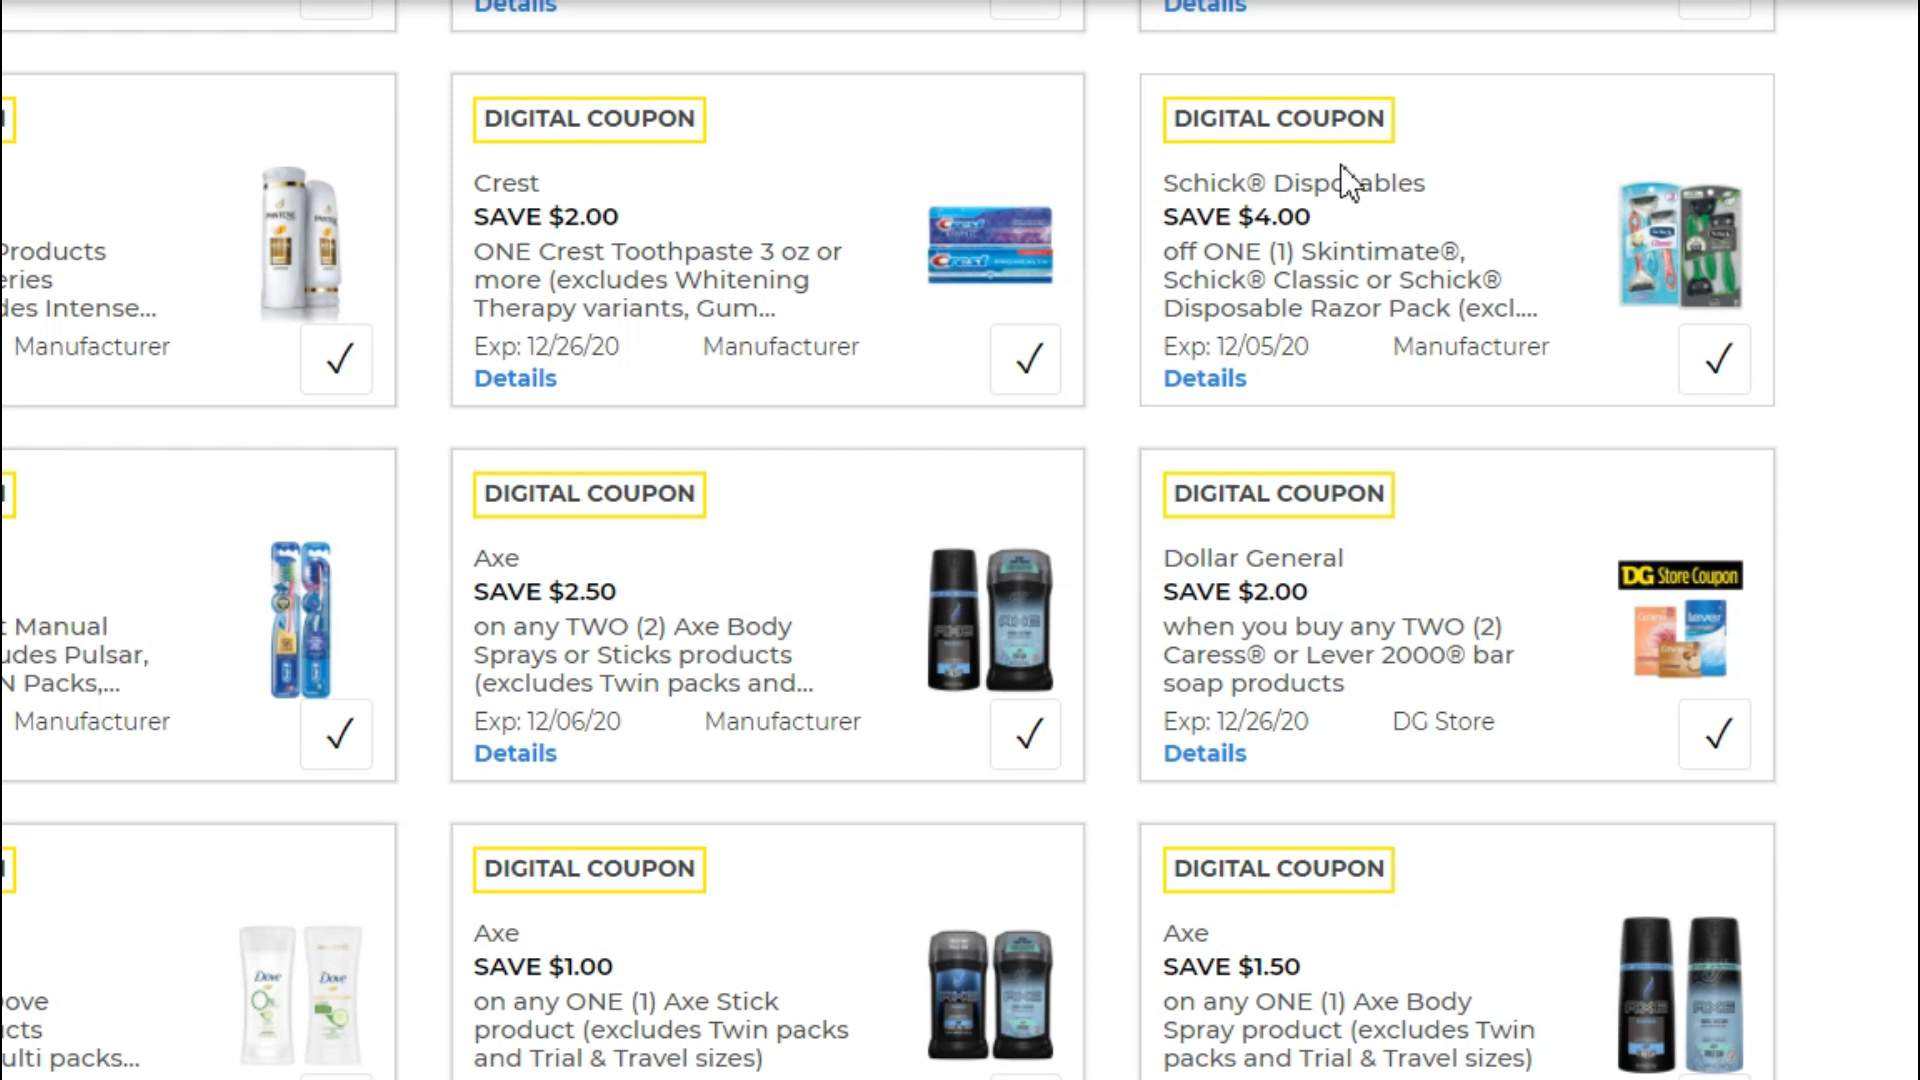 Details
Details
DIGITAL COUPON
DIGITAL COUPON
Products
eries
des Intense...
Manufacturer
Crest
SAVE $2.00
ONE Crest Toothpaste 3 oz or
more (excludes Whitening
Therapy variants, Gum...
Exp: 12/26/20 Manufacturer
Details
Schick® Disposables
SAVE $4.00
off ONE (1) Skintimate®,
Schick® Classic or Schick®
Disposable Razor Pack (excl....
Exp: 12/05/20 Manufacturer
Details
DIGITAL COUPON
DIGITAL COUPON
t Manual
udes Pulsar,
N Packs,...
Manufacturer
Axe
SAVE $2.50
on any TWO (2) Axe Body
Sprays or Sticks products
(excludes Twin packs and...
Exp: 12/06/20 Manufacturer
Details
Dollar General
SAVE $2.00
when you buy any TWO (2)
Caress® or Lever 2000® bar
soap products
Exp: 12/26/20 DG Store
Details
DG Store Coupon
lever
DIGITAL COUPON
DIGITAL COUPON
Dove
Dove
ove
cts
ulti packs...
Axe
SAVE $1.00
on any ONE (1) Axe Stick
product (excludes Twin packs
and Trial & Travel sizes)
Axe
SAVE $1.50
on any ONE (1) Axe Body
Spray product (excludes Twin
packs and Trial & Travel sizes)